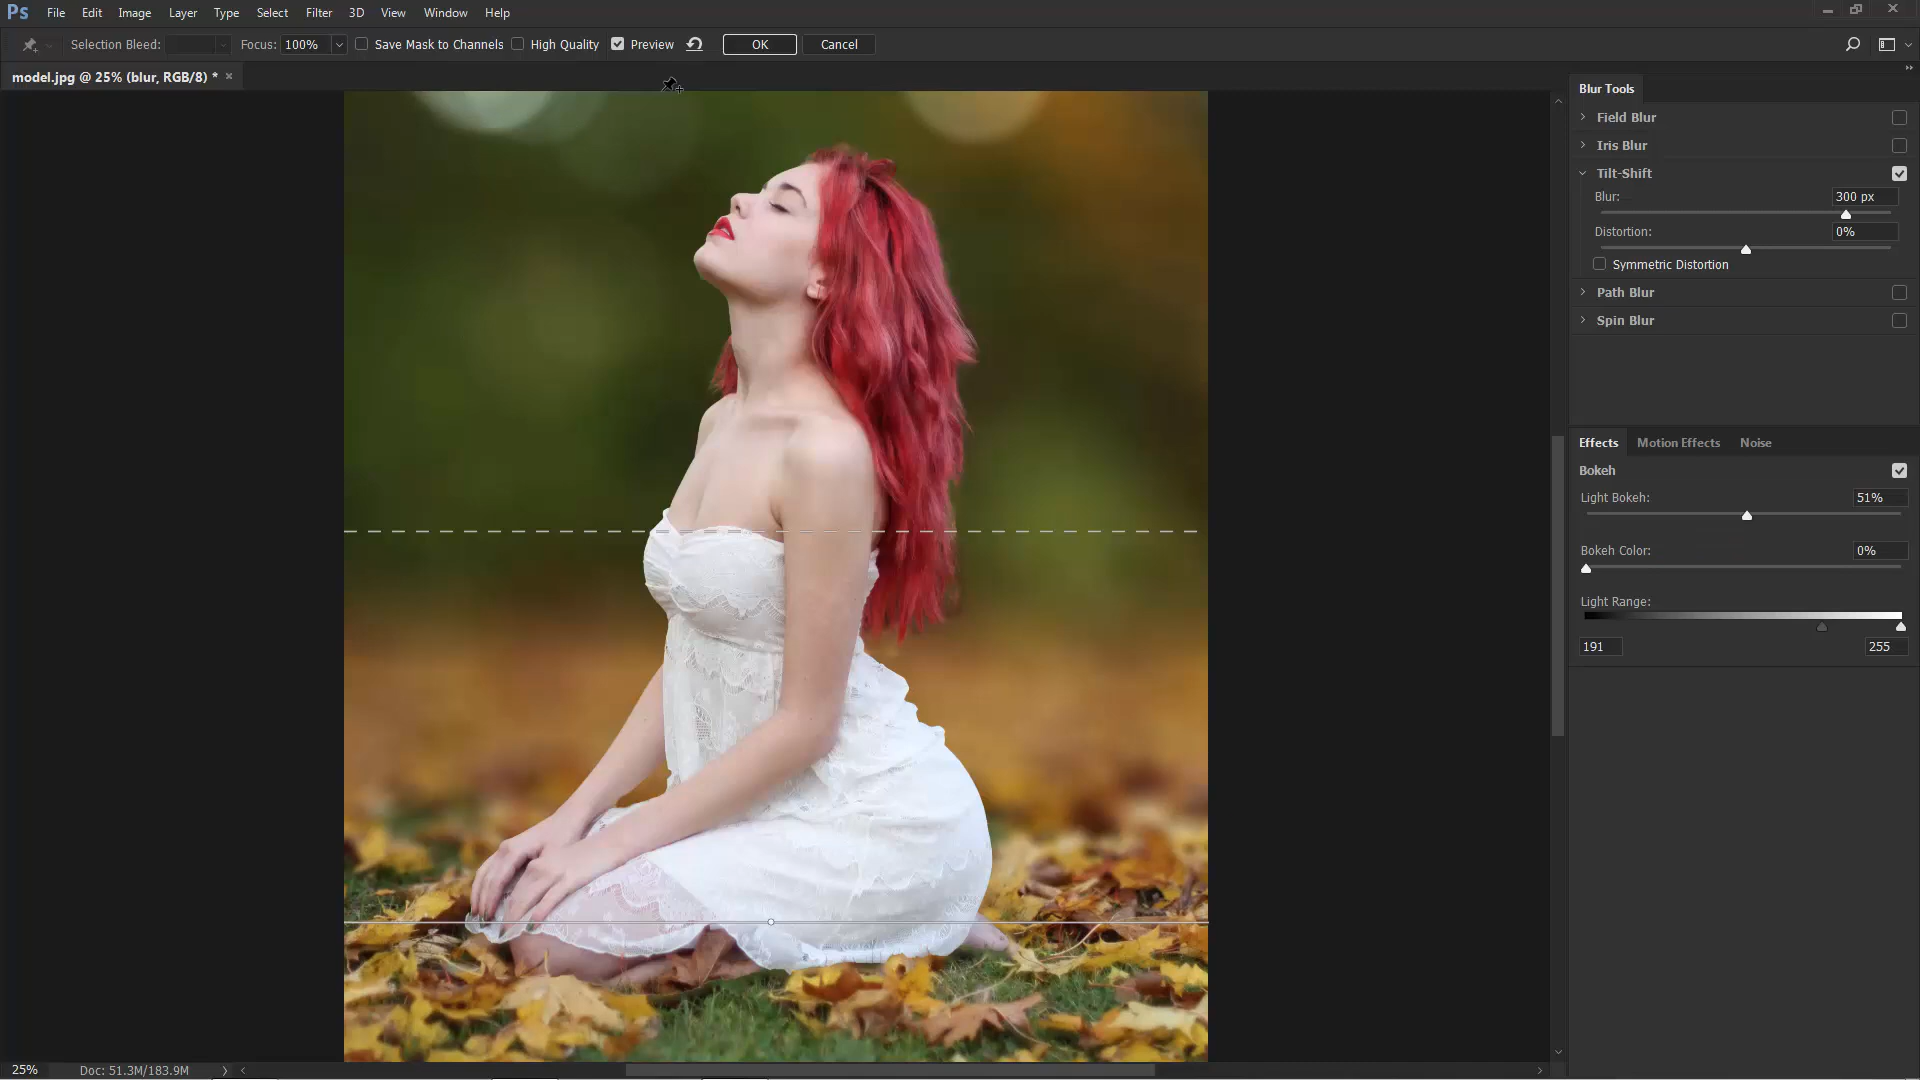 Ps File Edit Image Layer Type Select Filter 3D View Window Help
Selection Bleed: Focus: 100% Save Mask to Channels High Quality Preview OK Cancel
model.jpg @ 25% (blur, RGB/8) *
Blur Tools
Field Blur
Iris Blur
Tilt-Shift
Blur: 300 px
Distortion: 0%
Symmetric Distortion
Path Blur
Spin Blur
Effects Motion Effects Noise
Bokeh
Light Bokeh: 51%
Bokeh Color: 0%
Light Range:
191 255
25% Doc: 51.3M/183.9M